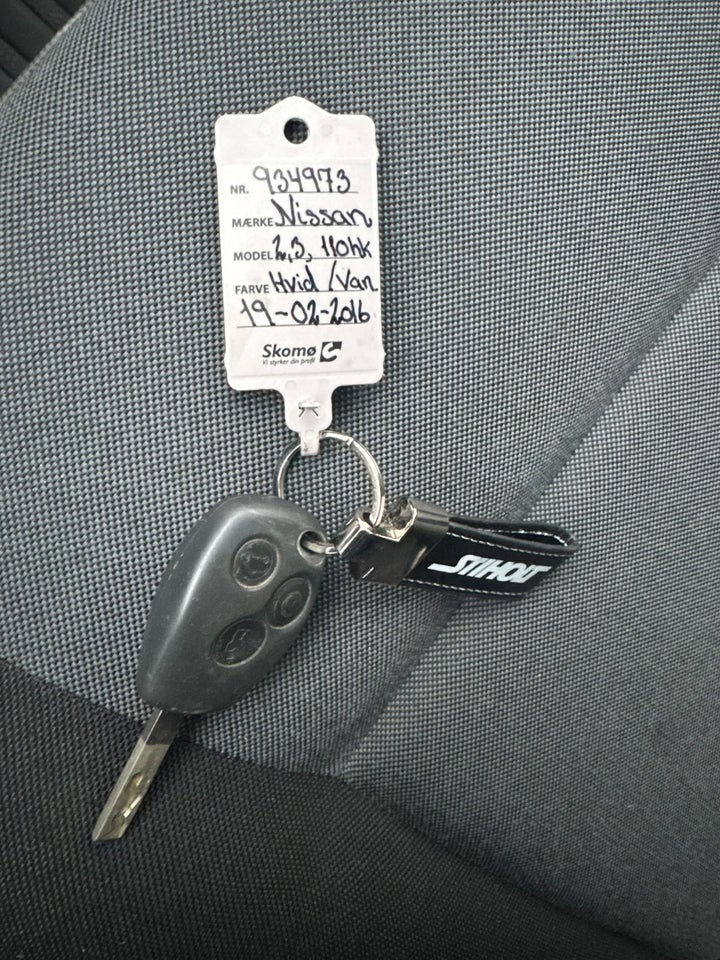 NR. 934973
MÆRKE Nissan
MODEL 2,3, 110hk
FARVE Hvid /Van
19-02-2016
Skomø
Vi styrker din profil
STIHOLT